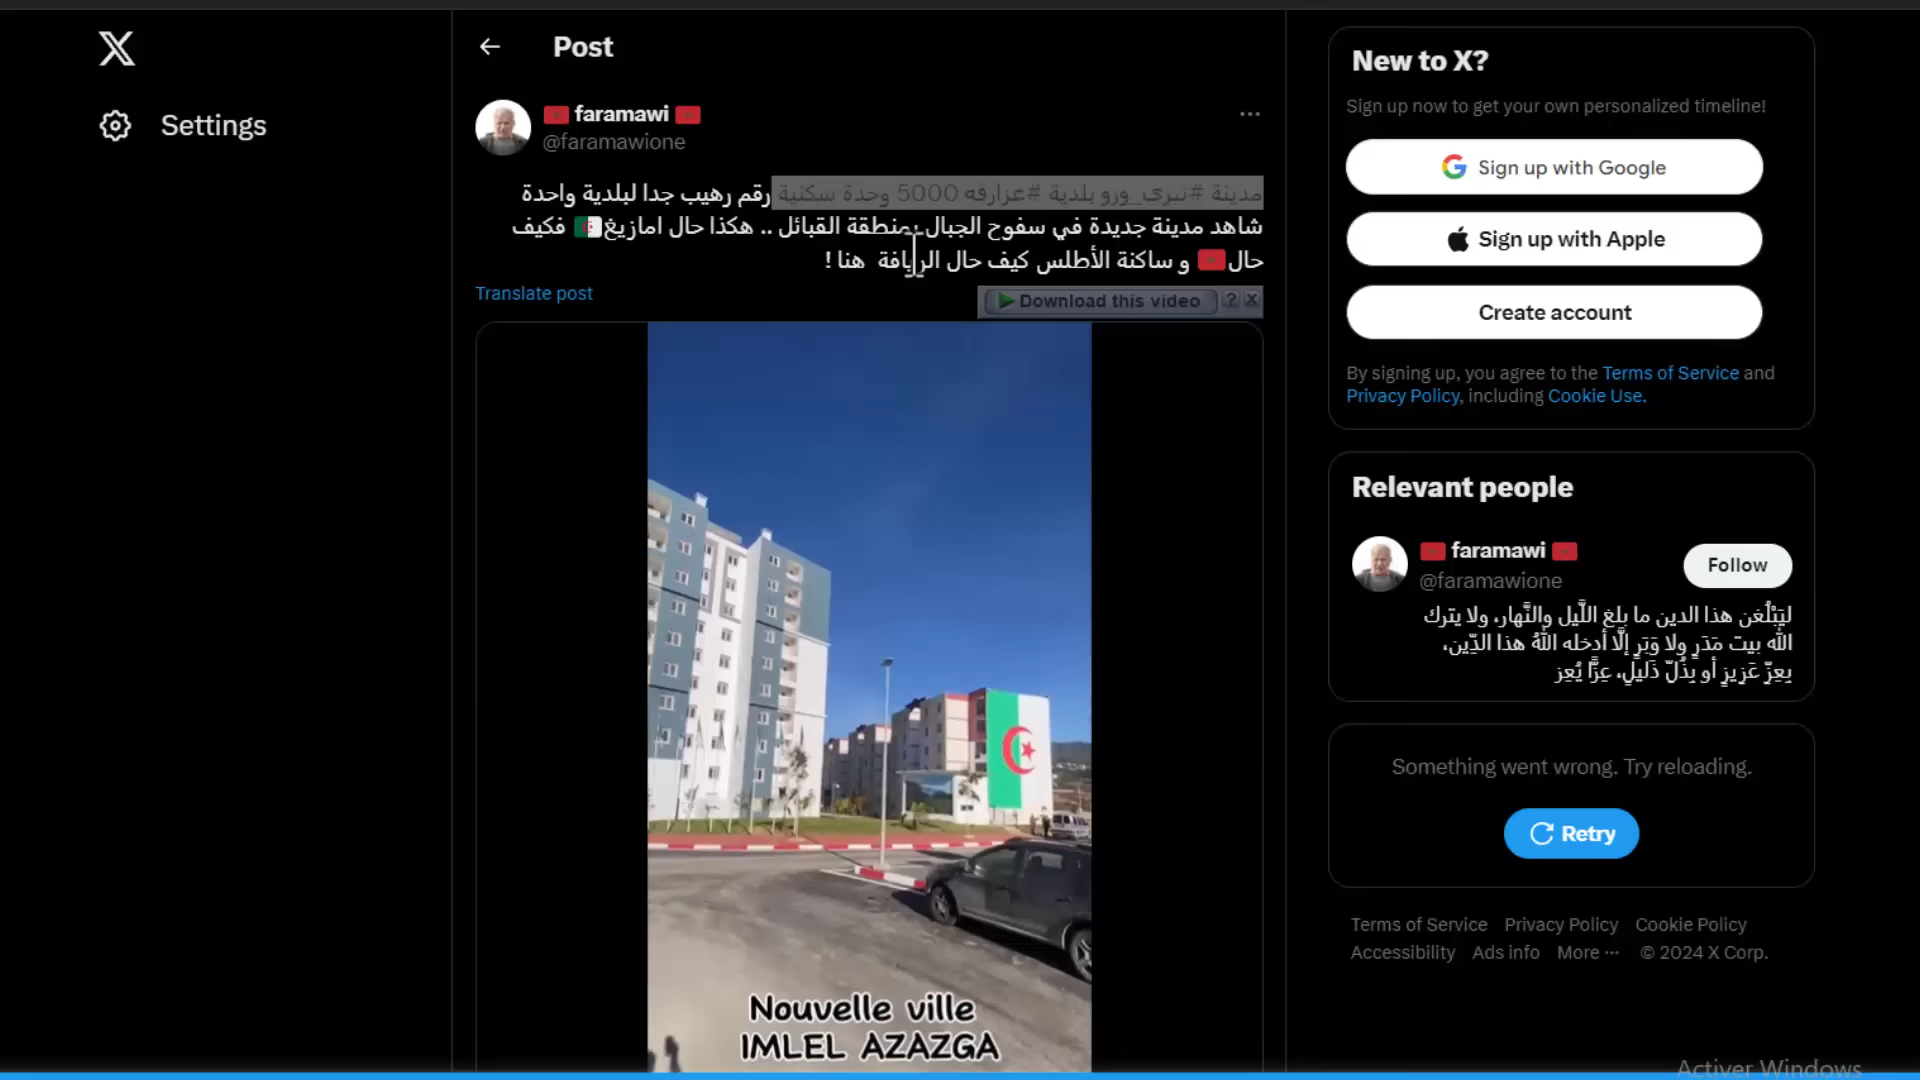 Settings
Post
faramawi
@faramawione
مدينة #تيزي_وزو بلدية #عزازقة 5000 وحدة سكنية رقم رهيب جدا لبلدية واحدة
شاهد مدينة جديدة في سفوح الجبال بمنطقة القبائل .. هكذا حال امازيغ فكيف
حال و ساكنة الأطلس كيف حال هنا !
Translate post
Download this video
Nouvelle ville
IMLEL AZAZGA
New to X?
Sign up now to get your own personalized timeline!
Sign up with Google
Sign up with Apple
Create account
By signing up, you agree to the Terms of Service and
Privacy Policy, including Cookie Use.
Relevant people
faramawi
@faramawione
Follow
ليَبْلُغن هذا الدين ما بلغ اللَّيل والنَّهار، ولا يترك
الله بيت مَدَرٍ ولا وَبَرٍ إلَّا أدخله اللهُ هذا الدِّين،
بِعِزّ عَزيزٍ أو بِذُلّ ذَليلٍ، عِزًّا يُعِز
Something went wrong. Try reloading.
Retry
Terms of Service Privacy Policy Cookie Policy
Accessibility Ads info More ··· © 2024 X Corp.
Activer Windows